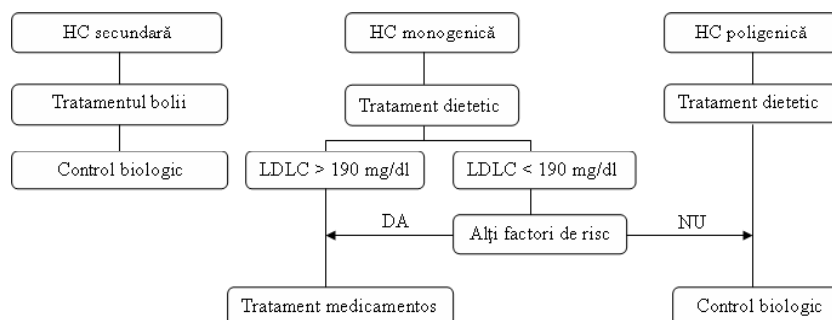 HC secundară
HC monogenică
HC poligenică
Tratamentul bolii
Tratament dietetic
Tratament dietetic
Control biologic
LDLC > 190 mg/dl
LDLC < 190 mg/dl
DA
Alți factori de risc
NU
Tratament medicamentos
Control biologic